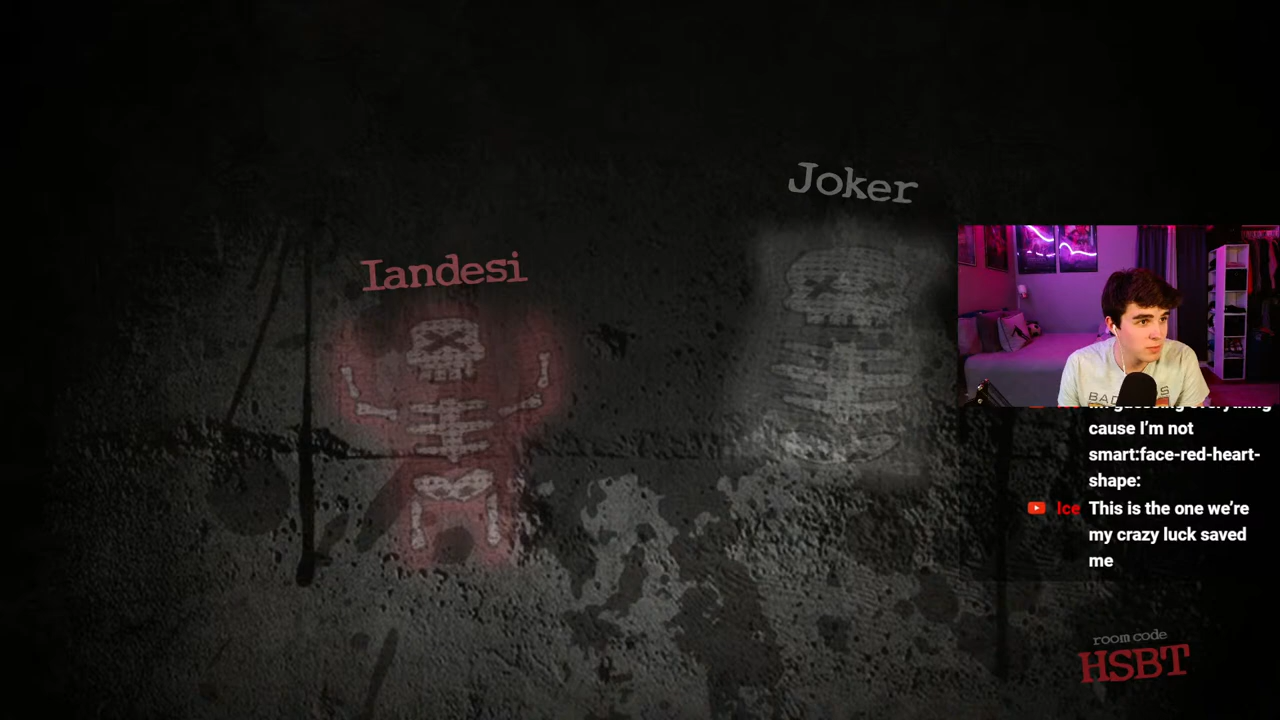 Joker
Iandesi
BAD
cause I'm not
smart:face-red-heart-
shape:
Ice This is the one we're
my crazy luck saved
me
room code
HSBT